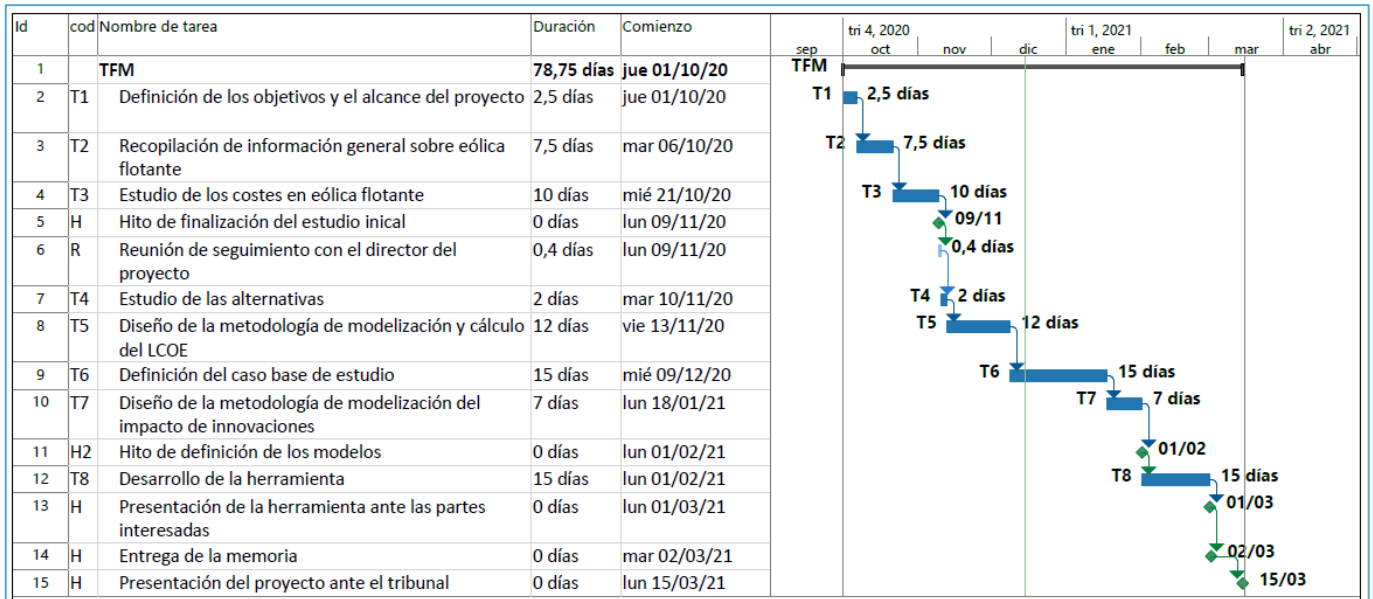 Id cod Nombre de tarea Duración Comienzo
tri 4, 2020 tri 1, 2021 tri 2, 2021
sep oct nov dic ene feb mar abr
1 TFM 78,75 días jue 01/10/20 TFM
2 T1 Definición de los objetivos y el alcance del proyecto 2,5 días jue 01/10/20 T1 2,5 días
3 T2 Recopilación de información general sobre eólica 7,5 días mar 06/10/20 T2 7,5 días
flotante
4 T3 Estudio de los costes en eólica flotante 10 días mié 21/10/20 T3 10 días
5 H Hito de finalización del estudio inical 0 días lun 09/11/20 09/11
6 R Reunión de seguimiento con el director del 0,4 días lun 09/11/20 0,4 días
proyecto
7 T4 Estudio de las alternativas 2 días mar 10/11/20 T4 2 días
8 T5 Diseño de la metodología de modelización y cálculo 12 días vie 13/11/20 T5 12 días
del LCOE
9 T6 Definición del caso base de estudio 15 días mié 09/12/20 T6 15 días
10 T7 Diseño de la metodología de modelización del 7 días lun 18/01/21 T7 7 días
impacto de innovaciones
11 H2 Hito de definición de los modelos 0 días lun 01/02/21 01/02
12 T8 Desarrollo de la herramienta 15 días lun 01/02/21 T8 15 días
13 H Presentación de la herramienta ante las partes 0 días lun 01/03/21 01/03
interesadas
14 H Entrega de la memoria 0 días mar 02/03/21 02/03
15 H Presentación del proyecto ante el tribunal 0 días lun 15/03/21 15/03